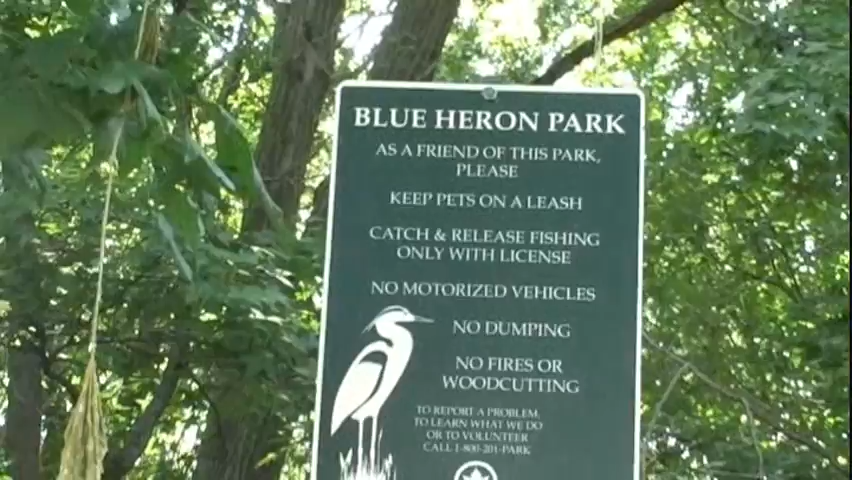 BLUE HERON PARK
AS A FRIEND OF THIS PARK,
PLEASE
KEEP PETS ON A LEASH
CATCH & RELEASE FISHING
ONLY WITH LICENSE
NO MOTORIZED VEHICLES
NO DUMPING
NO FIRES OR
WOODCUTTING
TO REPORT A PROBLEM,
TO LEARN WHAT WE DO
OR TO VOLUNTEER
CALL 1-800-201-PARK